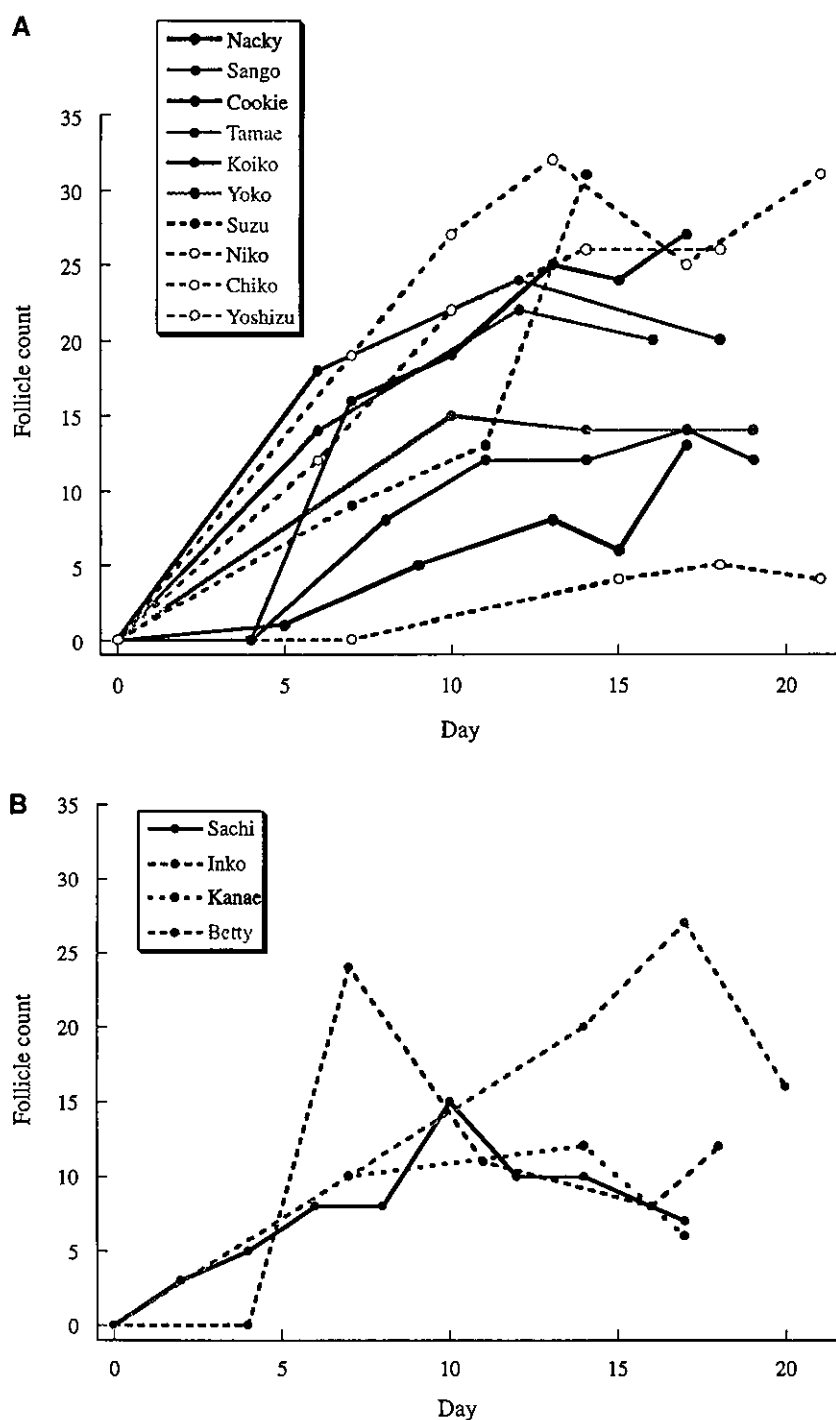 A
Nacky
Sango
Cookie
Tamae
Koiko
Yoko
Suzu
Niko
Chiko
Yoshizu
35
30
25
20
15
10
5
0
Follicle count
0 5 10 15 20
Day
B
Sachi
Inko
Kanae
Betty
35
30
25
20
15
10
5
0
Follicle count
0 5 10 15 20
Day